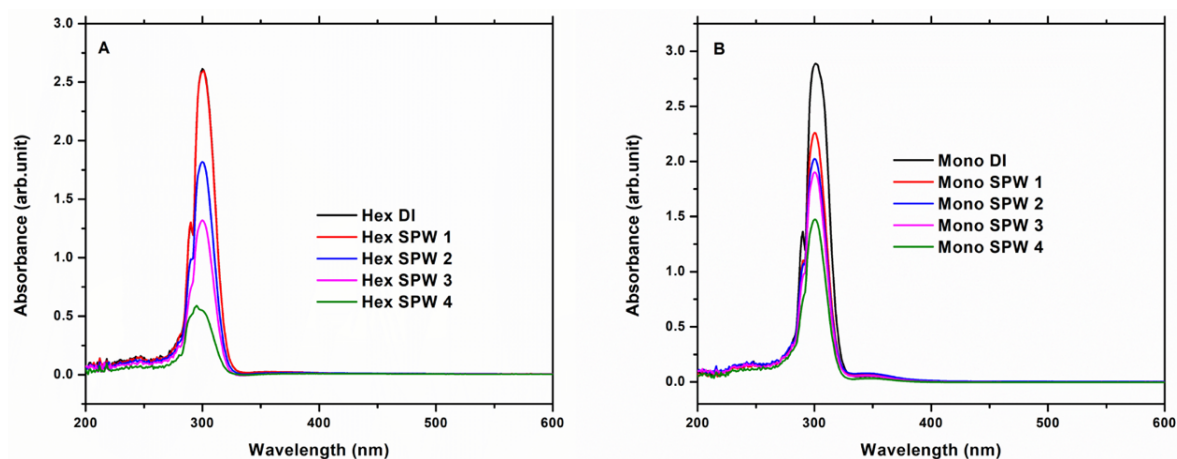 A
Absorbance (arb.unit)
3.0
2.5
2.0
1.5
1.0
0.5
0.0
Hex DI
Hex SPW 1
Hex SPW 2
Hex SPW 3
Hex SPW 4
200 300 400 500 600
Wavelength (nm)
B
Absorbance (arb.unit)
3.0
2.5
2.0
1.5
1.0
0.5
0.0
Mono DI
Mono SPW 1
Mono SPW 2
Mono SPW 3
Mono SPW 4
200 300 400 500 600
Wavelength (nm)